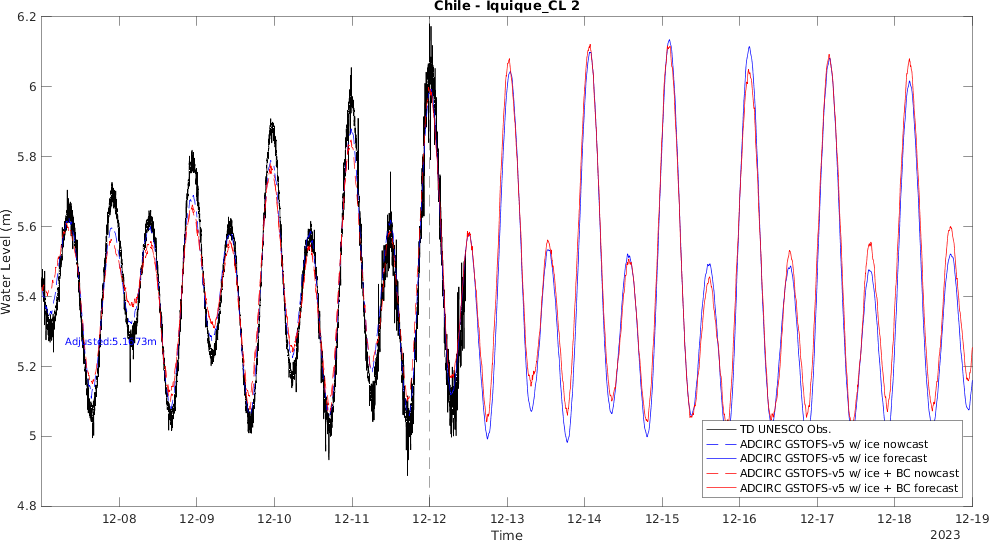 Chile - Iquique_CL 2
6.2
6
5.8
5.6
5.4
5.2
5
4.8
Water Level (m)
TD UNESCO Obs.
ADCIRC GSTOFS-v5 w/ ice nowcast
ADCIRC GSTOFS-v5 w/ ice forecast
ADCIRC GSTOFS-v5 w/ ice + BC nowcast
ADCIRC GSTOFS-v5 w/ ice + BC forecast
12-08 12-09 12-10 12-11 12-12 12-13 12-14 12-15 12-16 12-17 12-18 12-19
Time
2023